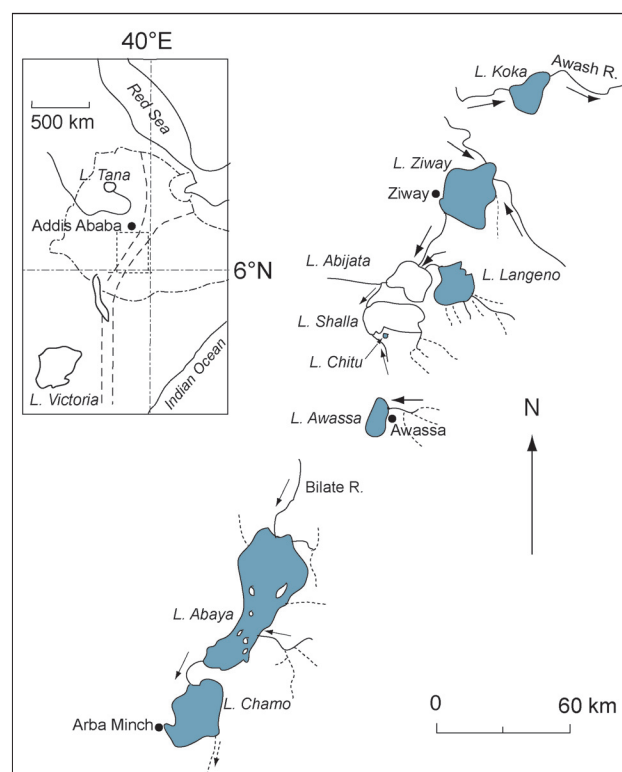 40°E
500 km
Red Sea
L. Tana
Addis Ababa
6°N
L. Victoria
Indian Ocean
L. Koka
Awash R.
L. Ziway
Ziway
L. Abijata
L. Langeno
L. Shalla
L. Chitu
L. Awassa
Awassa
N
Bilate R.
L. Abaya
L. Chamo
Arba Minch
0
60 km